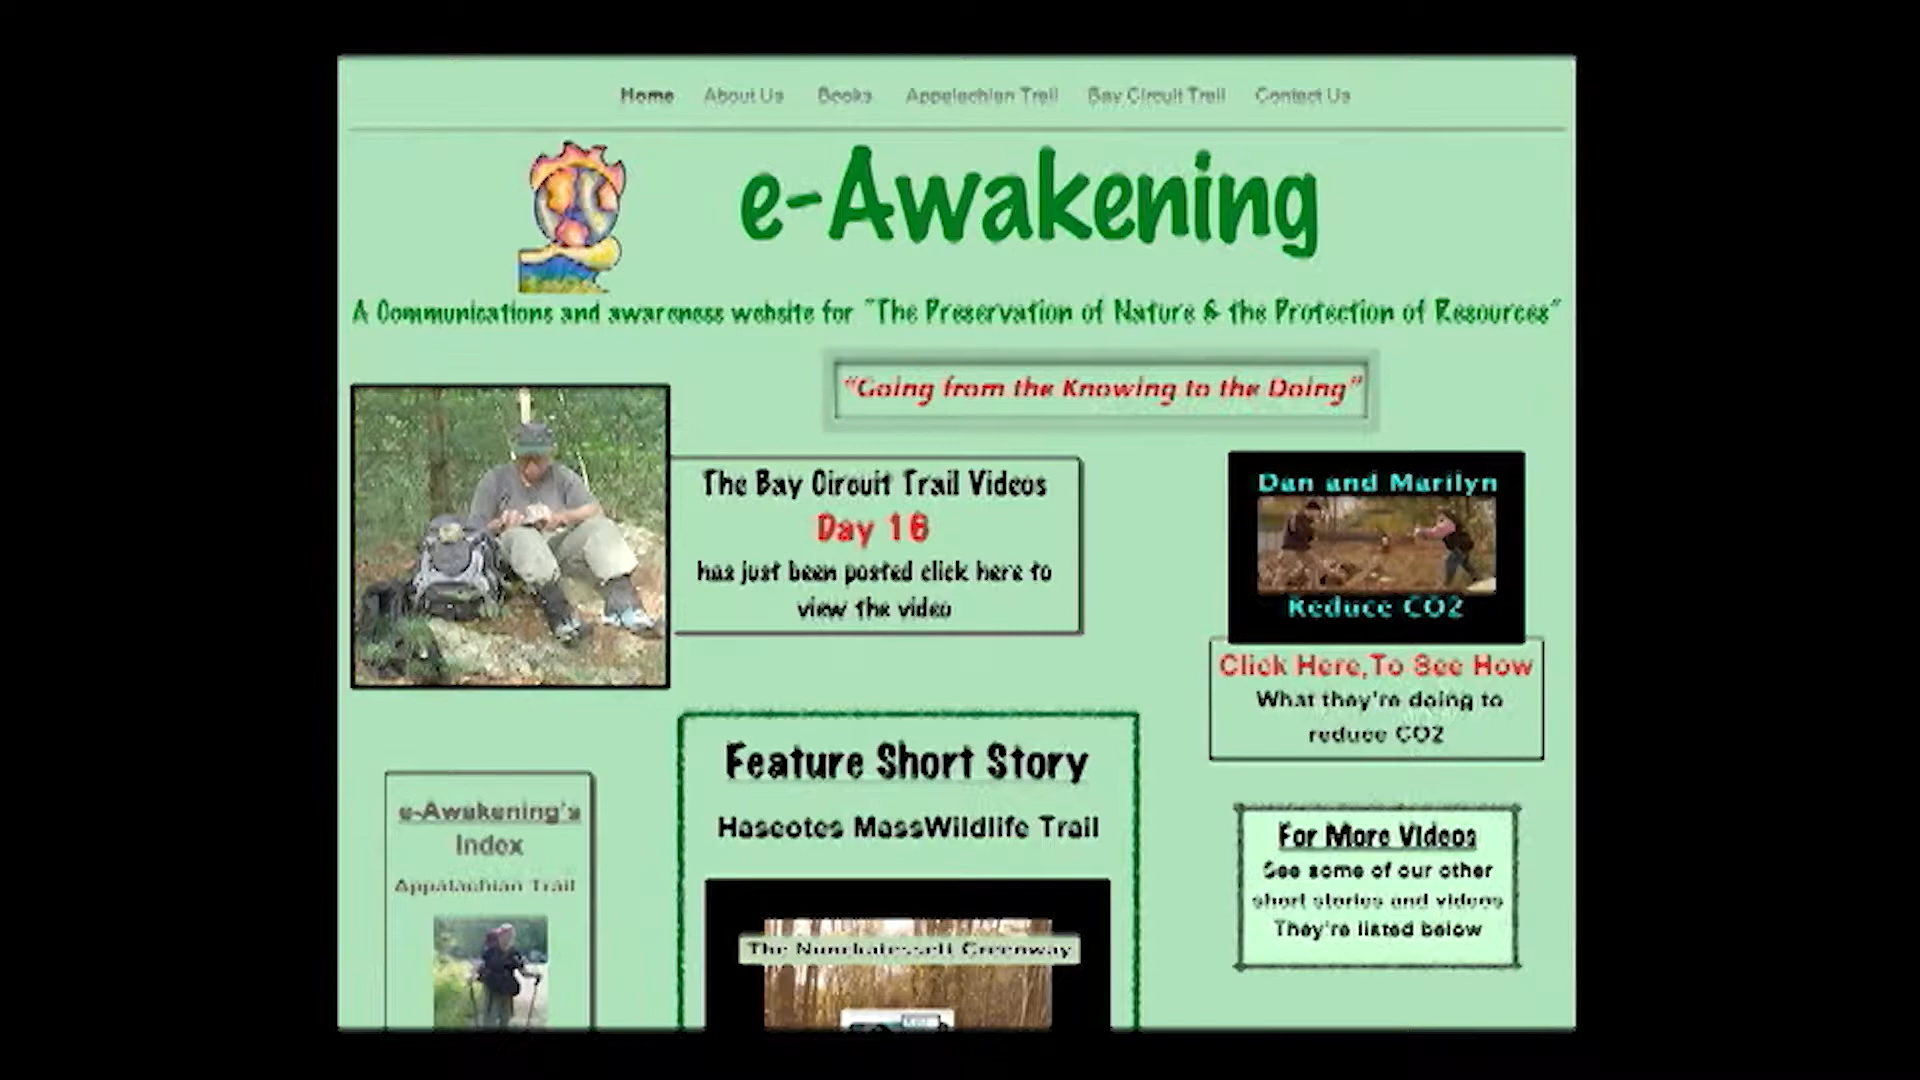 Home About Us Books Appalachian Trail Bay Circuit Trail Contact Us
e-Awakening
A Communications and awareness website for "The Preservation of Nature & the Protection of Resources"
"Going from the Knowing to the Doing"
The Bay Circuit Trail Videos
Day 16
has just been posted click here to
view the video
Dan and Marilyn
Reduce CO2
Click Here,To See How
What they're doing to
reduce CO2
Feature Short Story
Hascotes MassWildlife Trail
The Greenway
e-Awakening's
Index
Appalachian Trail
For More Videos
See some of our other
short stories and videos
They're listed below